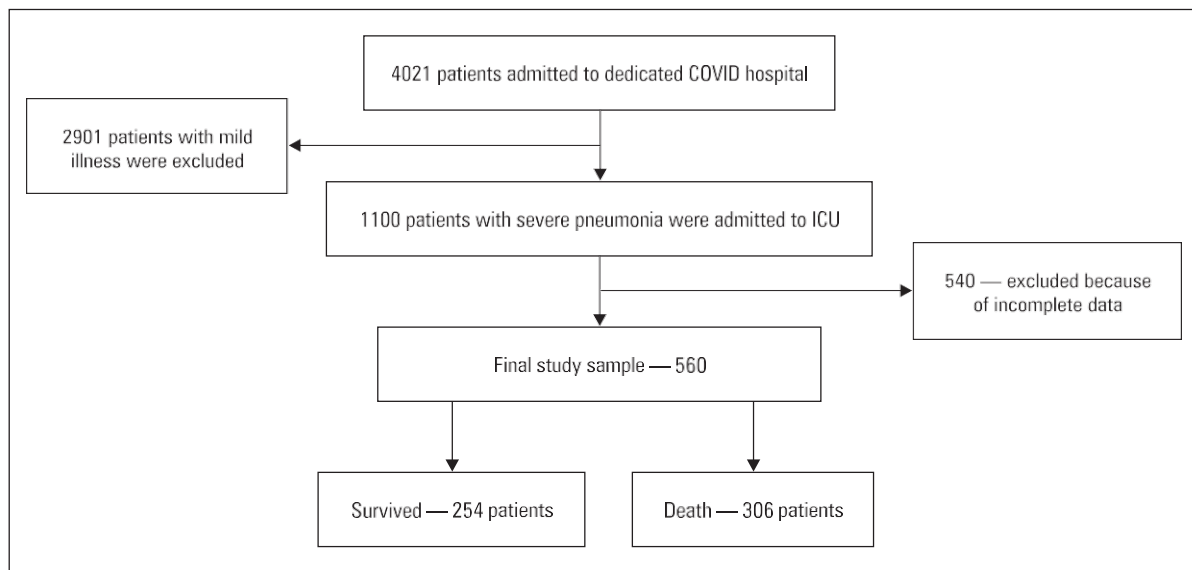 4021 patients admitted to dedicated COVID hospital
2901 patients with mild
illness were excluded
1100 patients with severe pneumonia were admitted to ICU
540 — excluded because
of incomplete data
Final study sample — 560
Survived — 254 patients
Death — 306 patients